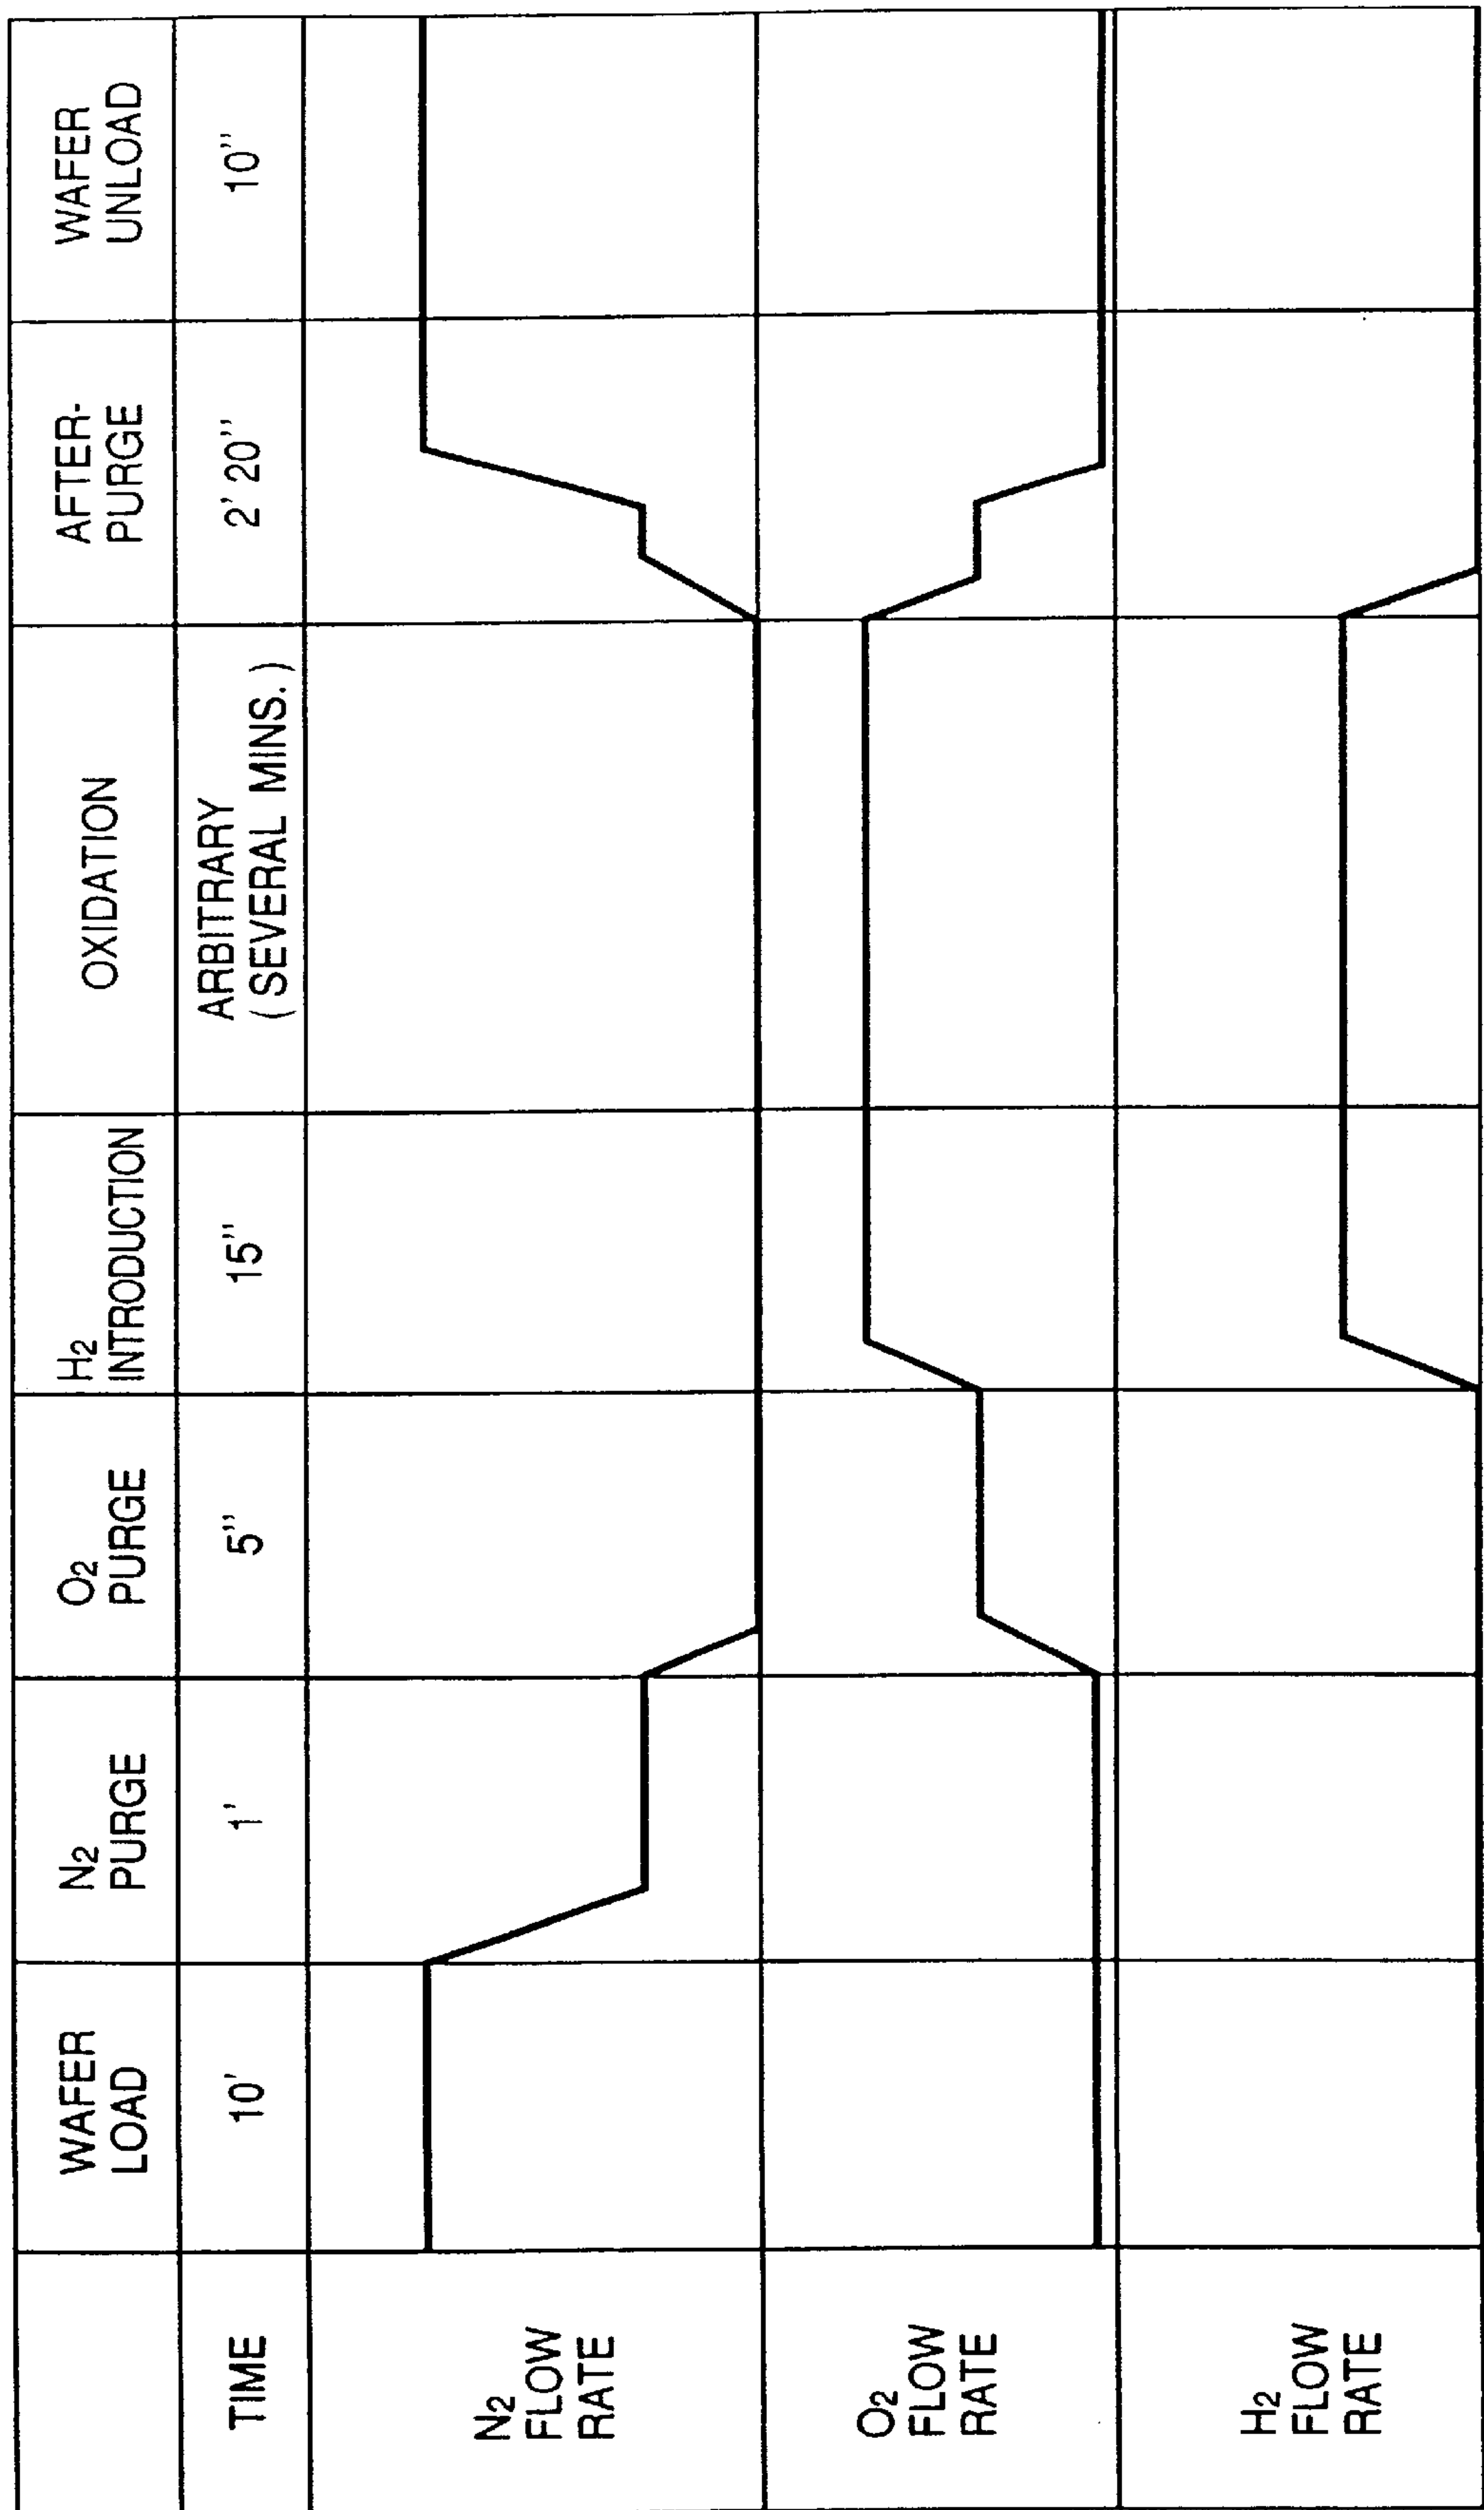 WAFER
LOAD
N2
PURGE
O2
PURGE
H2
INTRODUCTION
OXIDATION
AFTER-
PURGE
WAFER
UNLOAD
TIME
10'
1'
5"
15"
ARBITRARY
( SEVERAL MINS. )
2' 20"
10"
N2
FLOW
RATE
O2
FLOW
RATE
H2
FLOW
RATE